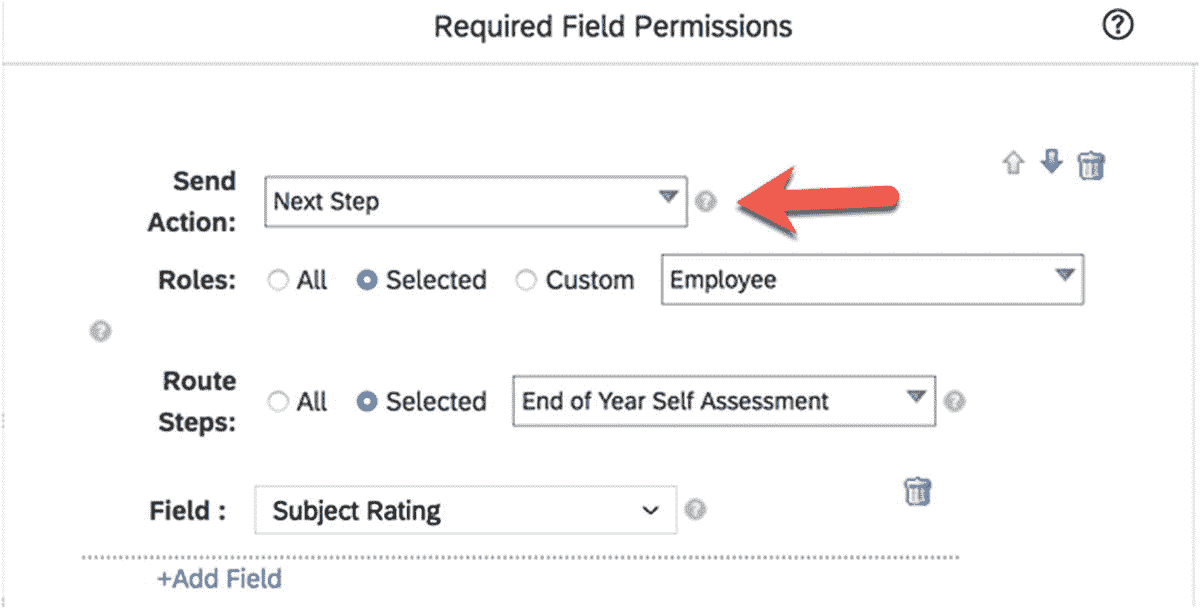 Required Field Permissions
Send
Action:
Next Step
Roles:
All
Selected
Custom
Employee
Route
Steps:
All
Selected
End of Year Self Assessment
Field :
Subject Rating
+Add Field